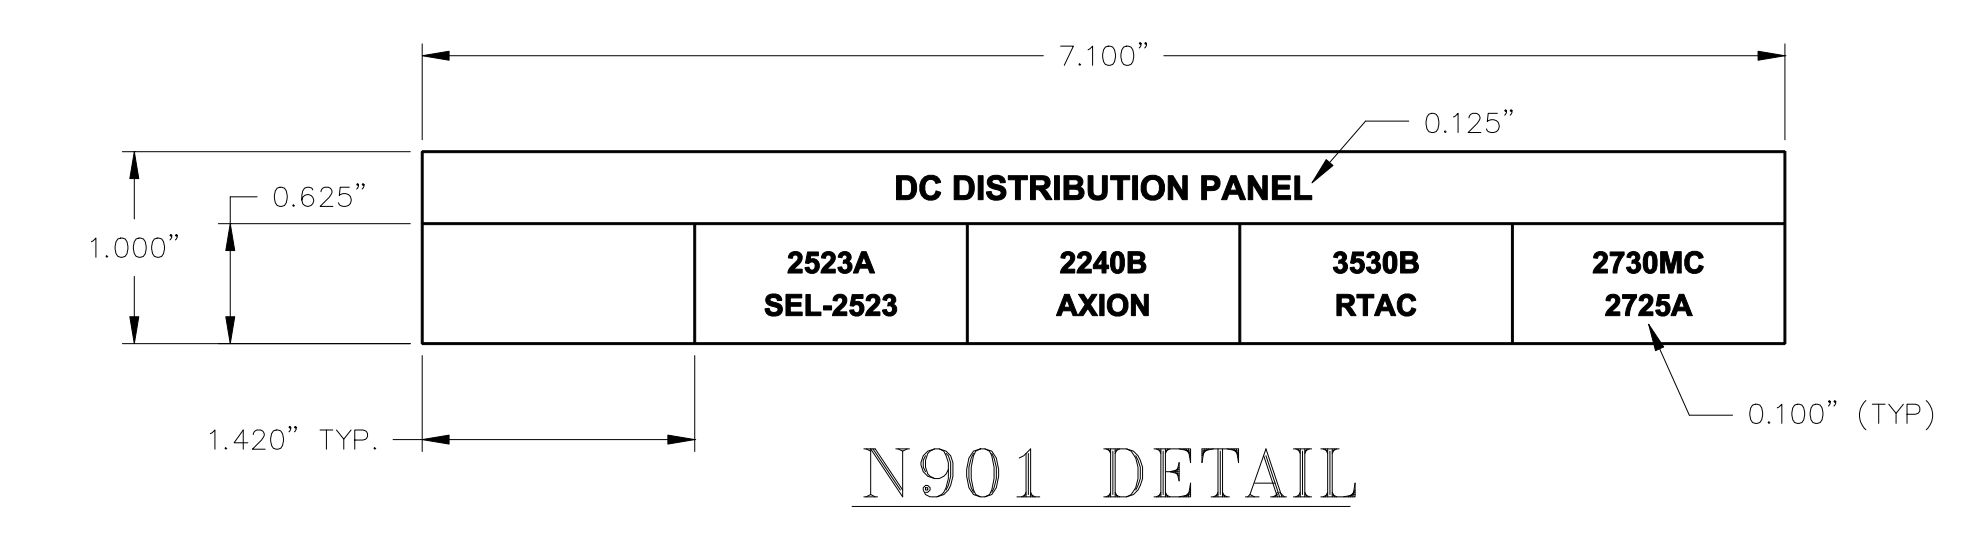 7.100”
0.125”
DC DISTRIBUTION PANEL
0.625”
1.000”
2523A
SEL-2523
2240B
AXION
3530B
RTAC
2730MC
2725A
0.100” (TYP)
1.420” TYP.
N901 DETAIL